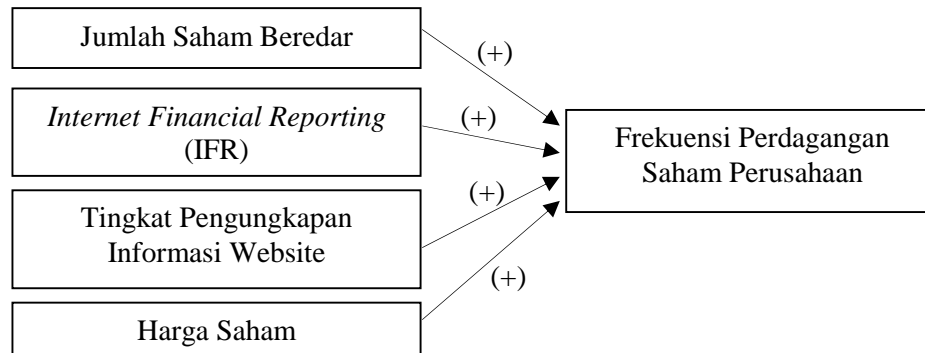 Jumlah Saham Beredar
(+)
Internet Financial Reporting
(IFR)
(+)
Frekuensi Perdagangan
Saham Perusahaan
Tingkat Pengungkapan
Informasi Website
(+)
Harga Saham
(+)